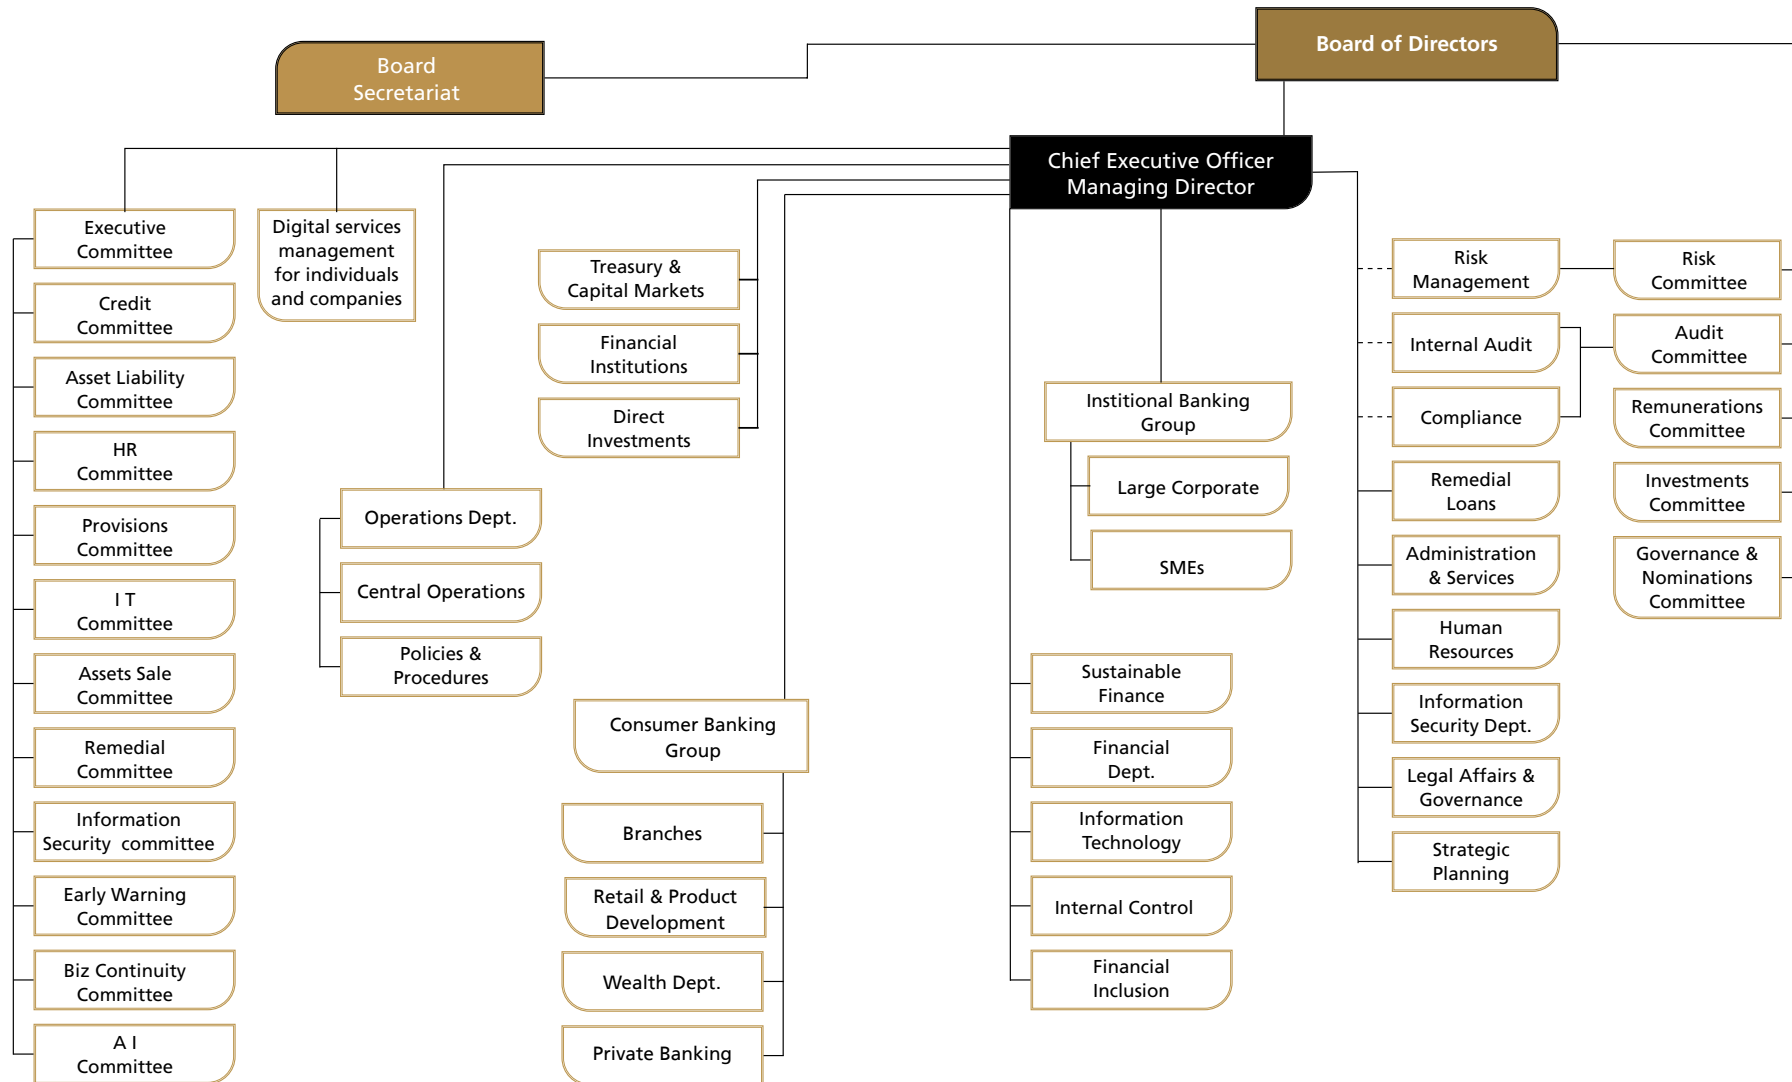 Board of Directors
Board
Secretariat
Chief Executive Officer
Managing Director
Executive
Committee
Credit
Committee
Asset Liability
Committee
HR
Committee
Provisions
Committee
I T
Committee
Assets Sale
Committee
Remedial
Committee
Information
Security  committee
Early Warning
Committee
Biz Continuity
Committee
A I
Committee
Digital services
management
for individuals
and companies
Operations Dept.
Central Operations
Policies &
Procedures
Treasury &
Capital Markets
Financial
Institutions
Direct
Investments
Consumer Banking
Group
Branches
Retail & Product
Development
Wealth Dept.
Private Banking
Institional Banking
Group
Large Corporate
SMEs
Sustainable
Finance
Financial
Dept.
Information
Technology
Internal Control
Financial
Inclusion
Risk
Management
Internal Audit
Compliance
Remedial
Loans
Administration
& Services
Human
Resources
Information
Security Dept.
Legal Affairs &
Governance
Strategic
Planning
Risk
Committee
Audit
Committee
Remunerations
Committee
Investments
Committee
Governance &
Nominations
Committee